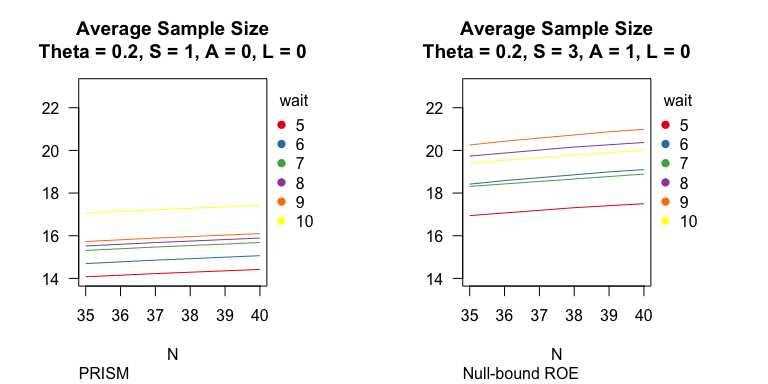 Average Sample Size
Theta = 0.2, S = 1, A = 0, L = 0
wait
5
6
7
8
9
10
22
20
18
16
14
35 36 37 38 39 40
N
PRISM
Average Sample Size
Theta = 0.2, S = 3, A = 1, L = 0
wait
5
6
7
8
9
10
22
20
18
16
14
35 36 37 38 39 40
N
Null-bound ROE